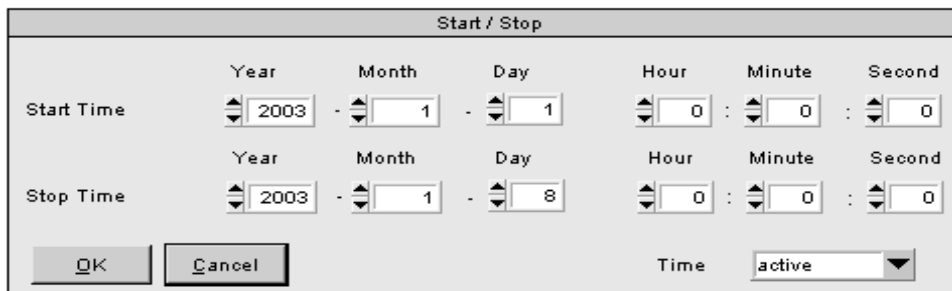 Start / Stop
Year Month Day Hour Minute Second
Start Time 2003 - 1 - 1 0 : 0 : 0
Year Month Day Hour Minute Second
Stop Time 2003 - 1 - 8 0 : 0 : 0
OK Cancel Time active